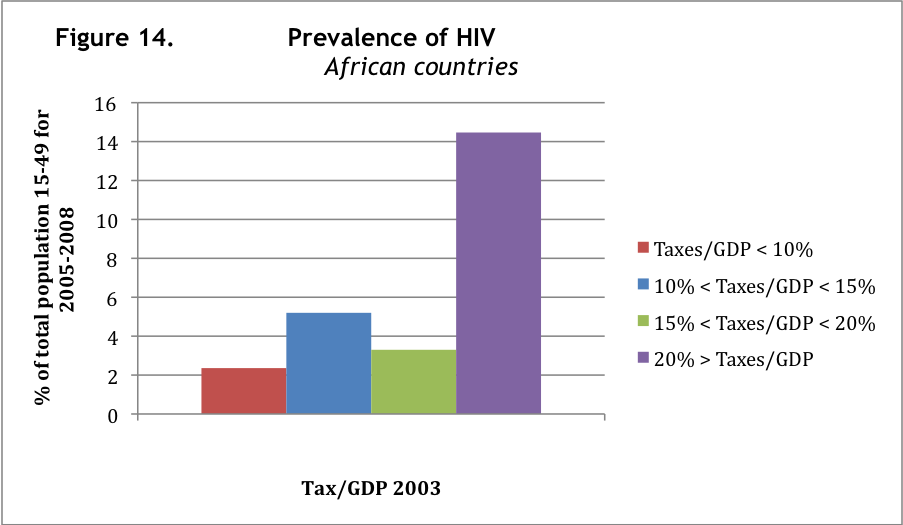 Figure 14. Prevalence of HIV
African countries
% of total population 15-49 for
2005-2008
16
14
12
10
8
6
4
2
0
Taxes/GDP < 10%
10% < Taxes/GDP < 15%
15% < Taxes/GDP < 20%
20% > Taxes/GDP
Tax/GDP 2003